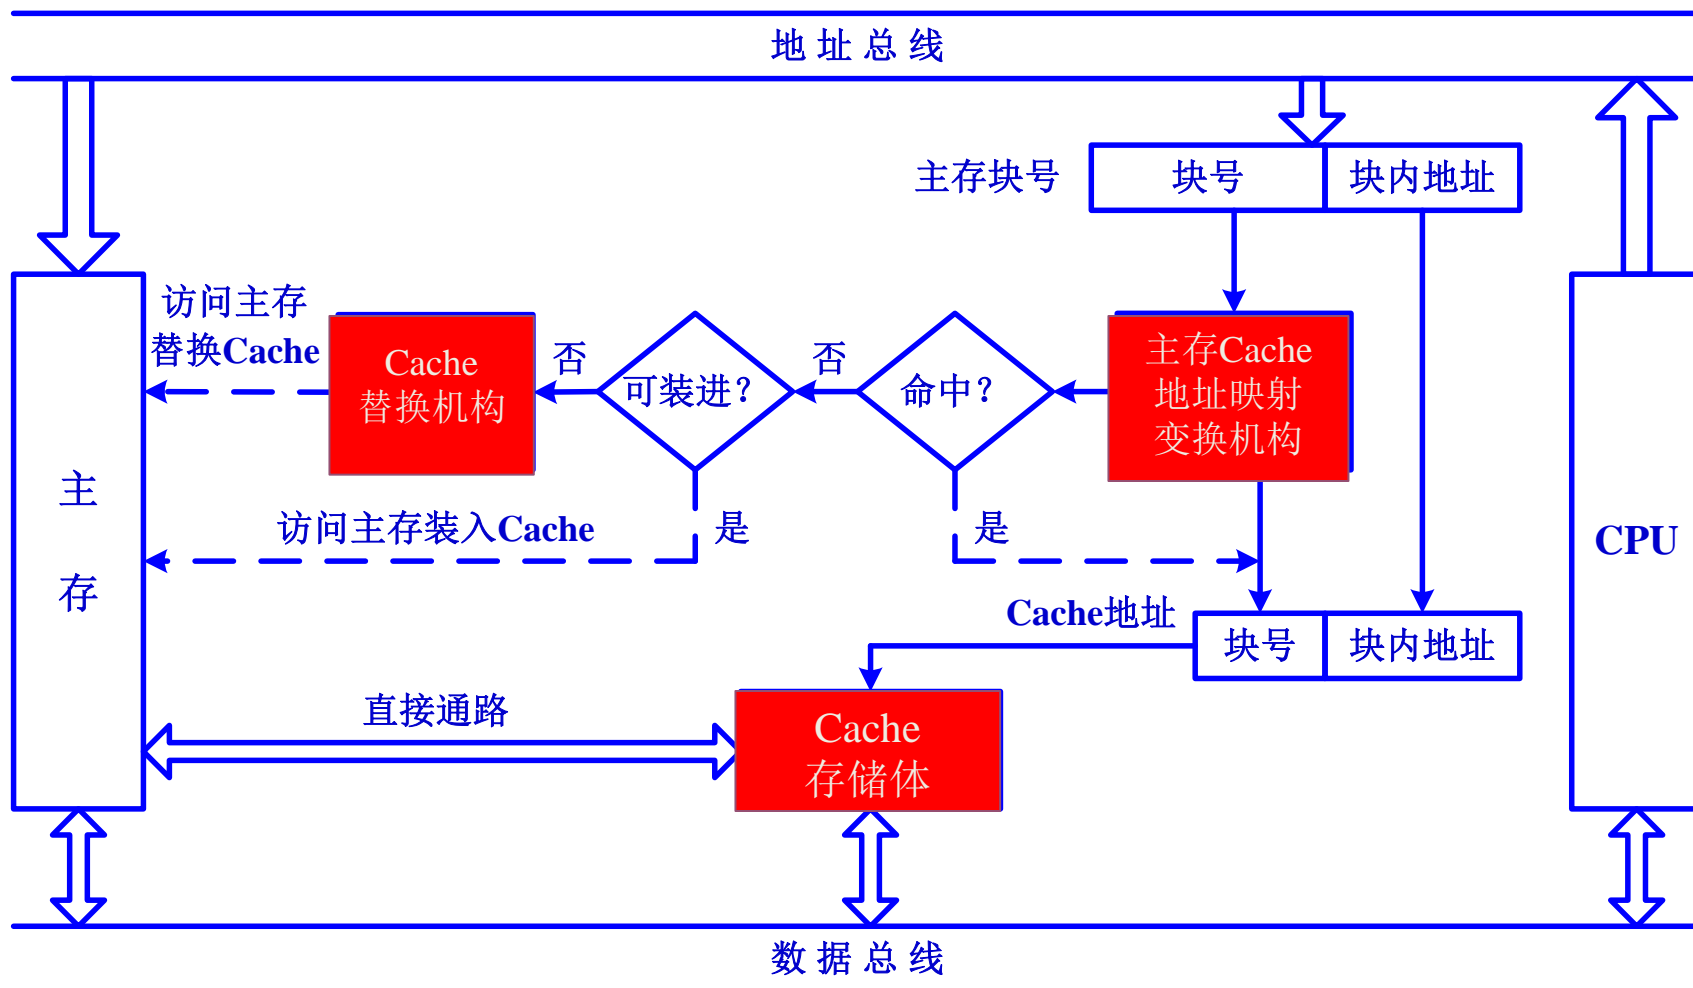 地址总线
主存块号
块号
块内地址
访问主存
替换Cache
Cache
替换机构
否
可装进?
否
命中?
主存Cache
地址映射
变换机构
主
存
访问主存装入Cache
是
是
CPU
Cache地址
块号
块内地址
直接通路
Cache
存储体
数据总线